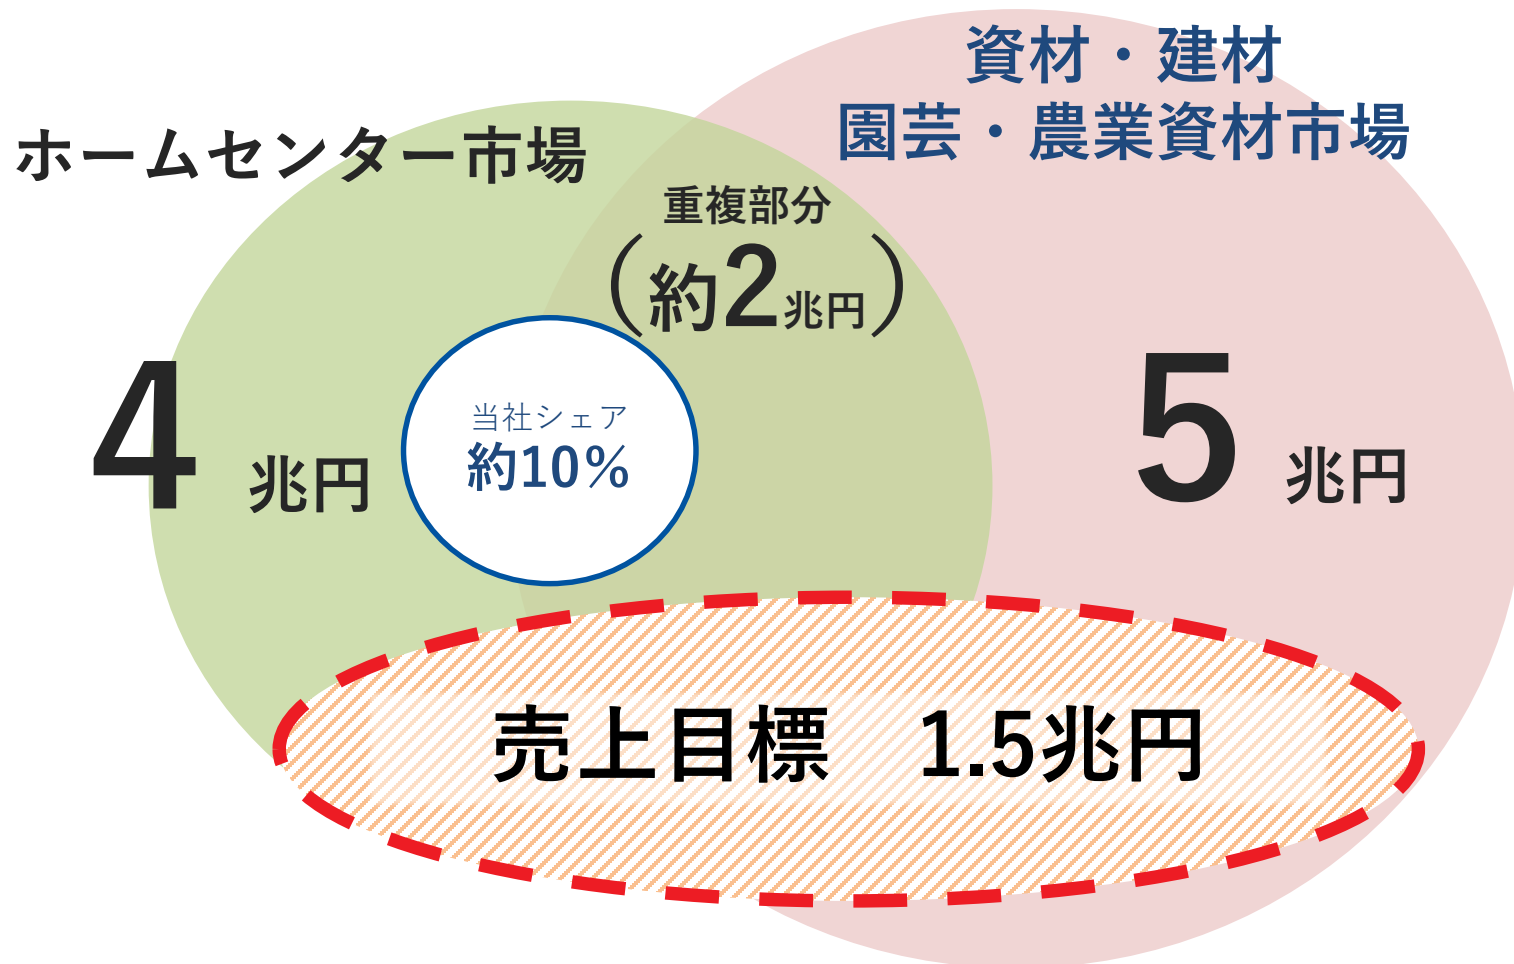 資材・建材
園芸・農業資材市場
ホームセンター市場
重複部分
（約2兆円）
4 兆円
当社シェア
約10%
5 兆円
売上目標　1.5兆円